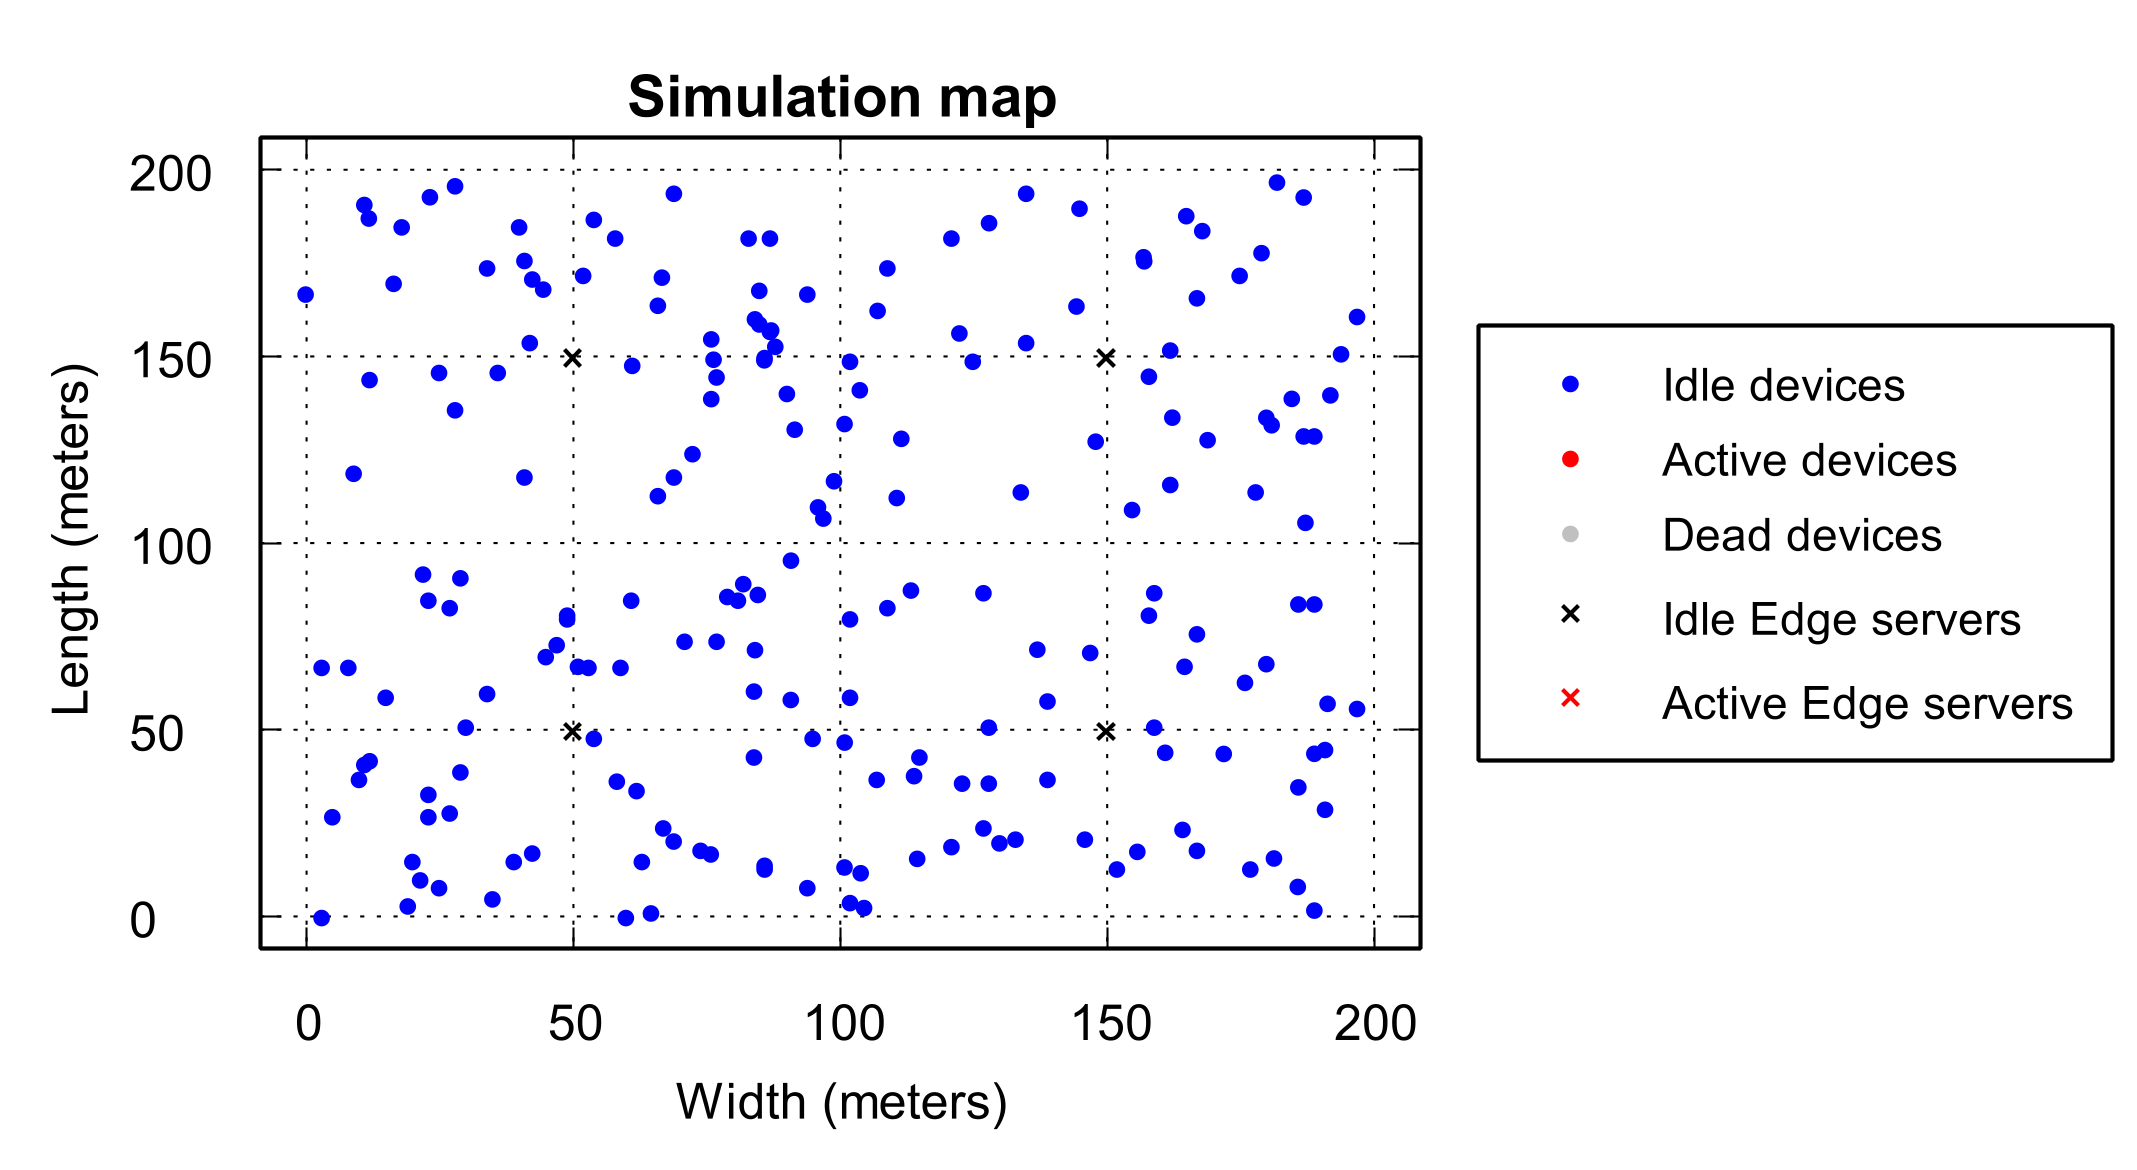 Simulation map
200
150
100
50
0
Length (meters)
0 50 100 150 200
Width (meters)
Idle devices
Active devices
Dead devices
Idle Edge servers
Active Edge servers